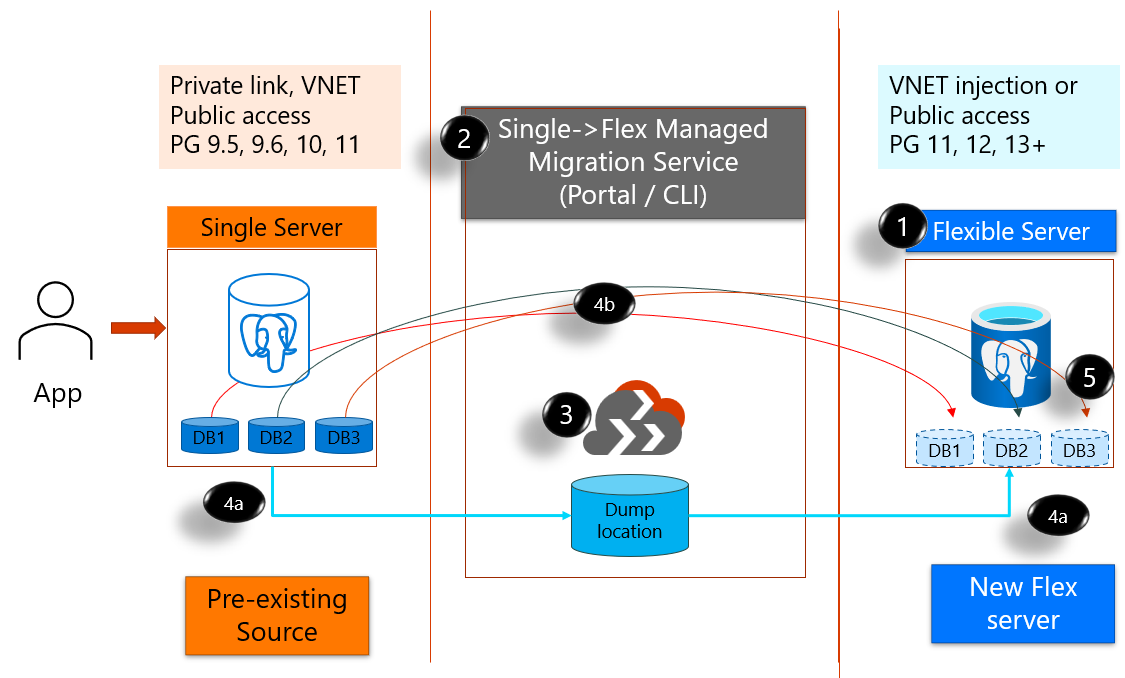 Private link, VNET
Public access
PG 9.5, 9.6, 10, 11
Single Server
App
DB1
DB2
DB3
4a
Pre-existing
Source
2
Single->Flex Managed
Migration Service
(Portal / CLI)
4b
3
Dump
location
VNET injection or
Public access
PG 11, 12, 13+
1
Flexible Server
5
DB1
DB2
DB3
4a
New Flex
server